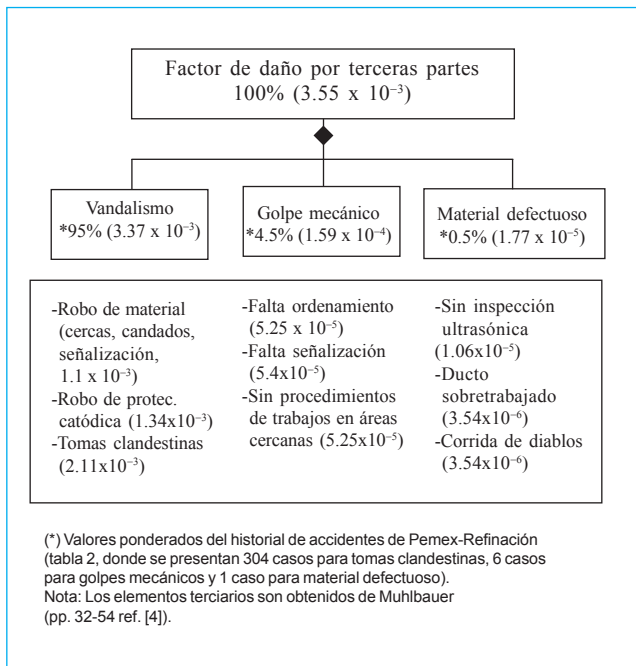 Factor de daño por terceras partes
100% (3.55 x 10⁻³)
Vandalismo
*95% (3.37 x 10⁻³)
Golpe mecánico
*4.5% (1.59 x 10⁻⁴)
Material defectuoso
*0.5% (1.77 x 10⁻⁵)
-Robo de material
(cercas, candados,
señalización,
1.1 x 10⁻³)
-Robo de protec.
catódica (1.34x10⁻³)
-Tomas clandestinas
(2.11x10⁻³)
-Falta ordenamiento
(5.25 x 10⁻⁵)
-Falta señalización
(5.4x10⁻⁵)
-Sin procedimientos
de trabajos en áreas
cercanas (5.25x10⁻⁵)
-Sin inspección
ultrasónica
(1.06x10⁻⁵)
-Ducto
sobretrabajado
(3.54x10⁻⁶)
-Corrida de diablos
(3.54x10⁻⁶)
(*) Valores ponderados del historial de accidentes de Pemex-Refinación
(tabla 2, donde se presentan 304 casos para tomas clandestinas, 6 casos
para golpes mecánicos y 1 caso para material defectuoso).
Nota: Los elementos terciarios son obtenidos de Muhlbauer
(pp. 32-54 ref. [4]).